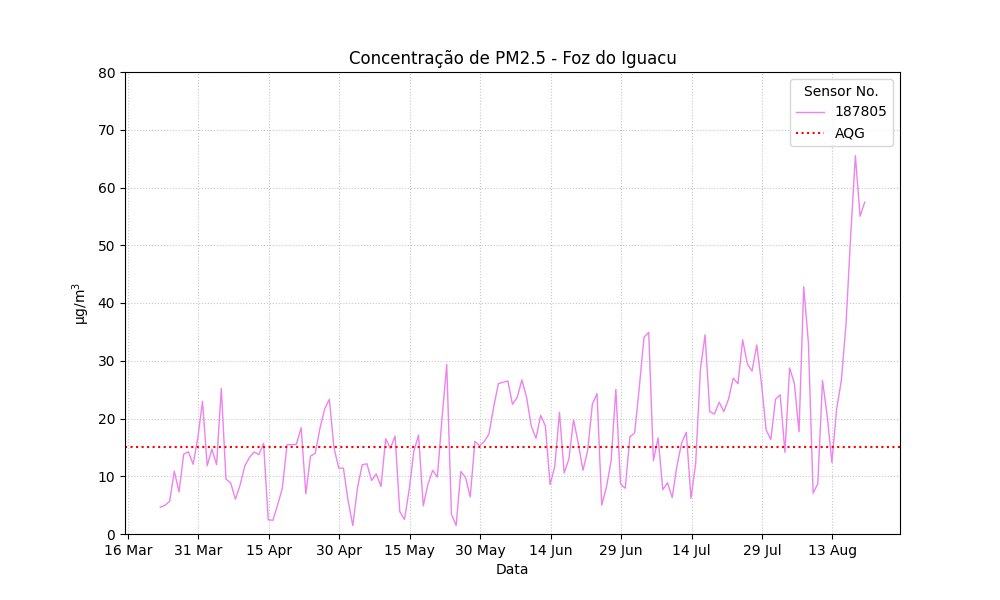 Concentração de PM2.5 - Foz do Iguacu
80
70
60
50
40
30
20
10
0
µg/m³
Sensor No.
187805
AQG
16 Mar
31 Mar
15 Apr
30 Apr
15 May
30 May
14 Jun
29 Jun
14 Jul
29 Jul
13 Aug
Data